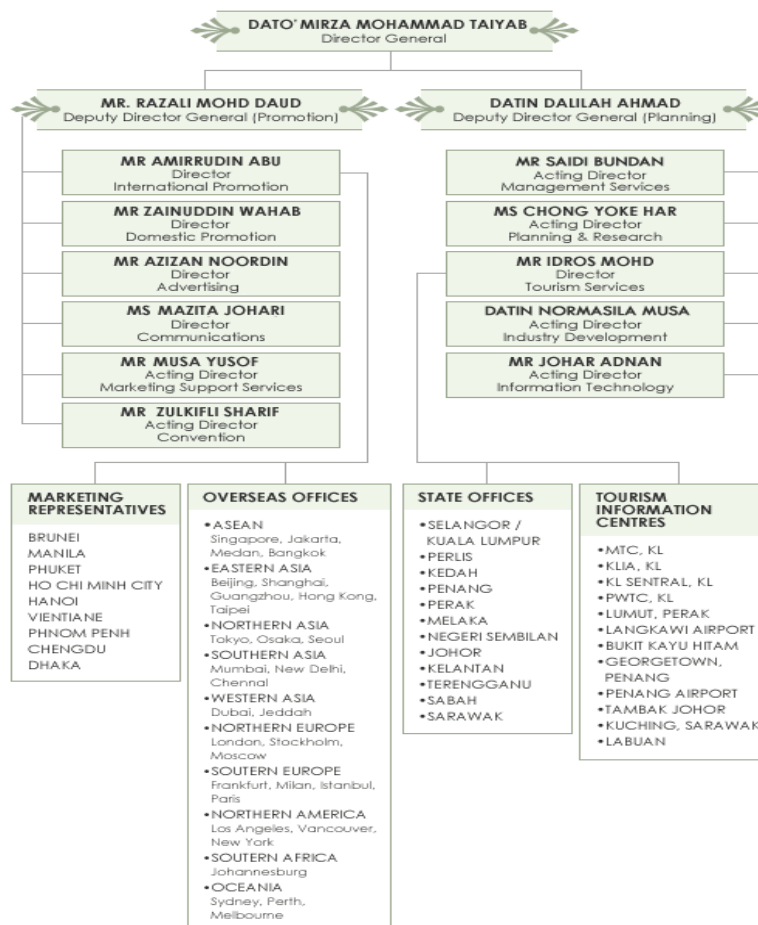 DATO' MIRZA MOHAMMAD TAIYAB
Director General
MR. RAZALI MOHD DAUD
Deputy Director General (Promotion)
DATIN DALILAH AHMAD
Deputy Director General (Planning)
MR AMIRRUDIN ABU
Director
International Promotion
MR ZAINUDDIN WAHAB
Director
Domestic Promotion
MR AZIZAN NOORDIN
Director
Advertising
MS MAZITA JOHARI
Director
Communications
MR MUSA YUSOF
Acting Director
Marketing Support Services
MR ZULKIFLI SHARIF
Acting Director
Convention
MR SAIDI BUNDAN
Acting Director
Management Services
MS CHONG YOKE HAR
Acting Director
Planning & Research
MR IDROS MOHD
Director
Tourism Services
DATIN NORMASILA MUSA
Acting Director
Industry Development
MR JOHAR ADNAN
Acting Director
Information Technology
MARKETING
REPRESENTATIVES
BRUNEI
MANILA
PHUKET
HO CHI MINH CITY
HANOI
VIENTIANE
PHNOM PENH
CHENGDU
DHAKA
OVERSEAS OFFICES
•ASEAN
Singapore, Jakarta,
Medan, Bangkok
•EASTERN ASIA
Beijing, Shanghai,
Guangzhou, Hong Kong,
Taipei
•NORTHERN ASIA
Tokyo, Osaka, Seoul
•SOUTHERN ASIA
Mumbai, New Delhi,
Chennal
•WESTERN ASIA
Dubai, Jeddah
•NORTHERN EUROPE
London, Stockholm,
Moscow
•SOUTERN EUROPE
Frankfurt, Milan, Istanbul,
Paris
•NORTHERN AMERICA
Los Angeles, Vancouver,
New York
•SOUTERN AFRICA
Johannesburg
•OCEANIA
Sydney, Perth,
Melbourne
STATE OFFICES
•SELANGOR /
KUALA LUMPUR
•PERLIS
•KEDAH
•PENANG
•PERAK
•MELAKA
•NEGERI SEMBILAN
•JOHOR
•KELANTAN
•TERENGGANU
•SABAH
•SARAWAK
TOURISM
INFORMATION
CENTRES
•MTC, KL
•KLIA, KL
•KL SENTRAL, KL
•PWTC, KL
•LUMUT, PERAK
•LANGKAWI AIRPORT
•BUKIT KAYU HITAM
•GEORGETOWN,
PENANG
•PENANG AIRPORT
•TAMBAK JOHOR
•KUCHING, SARAWAK
•LABUAN